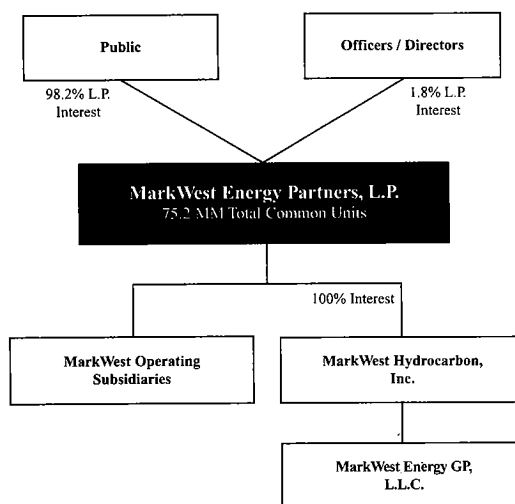 Public
Officers / Directors
98.2% L.P.
Interest
1.8% L.P.
Interest
MarkWest Energy Partners, L.P.
75.2 MM Total Common Units
100% Interest
MarkWest Operating
Subsidiaries
MarkWest Hydrocarbon,
Inc.
MarkWest Energy GP,
L.L.C.